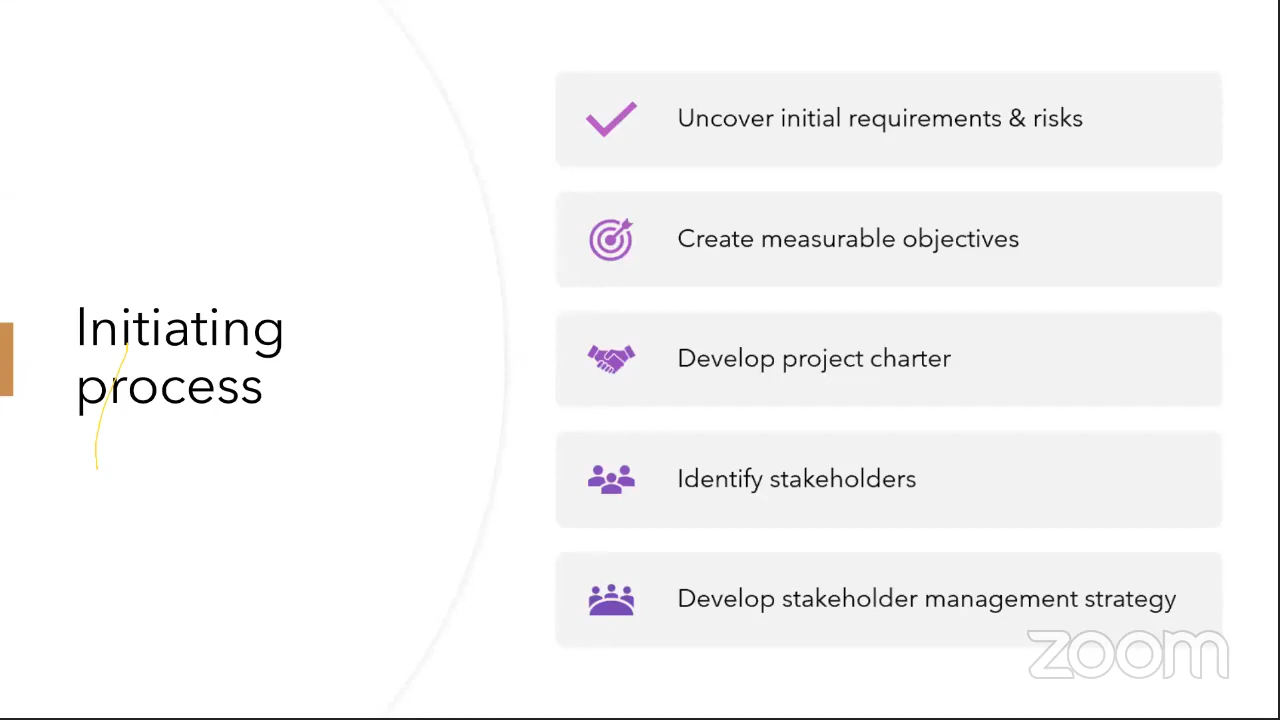 Initiating
process
Uncover initial requirements & risks
Create measurable objectives
Develop project charter
Identify stakeholders
Develop stakeholder management strategy
zoom